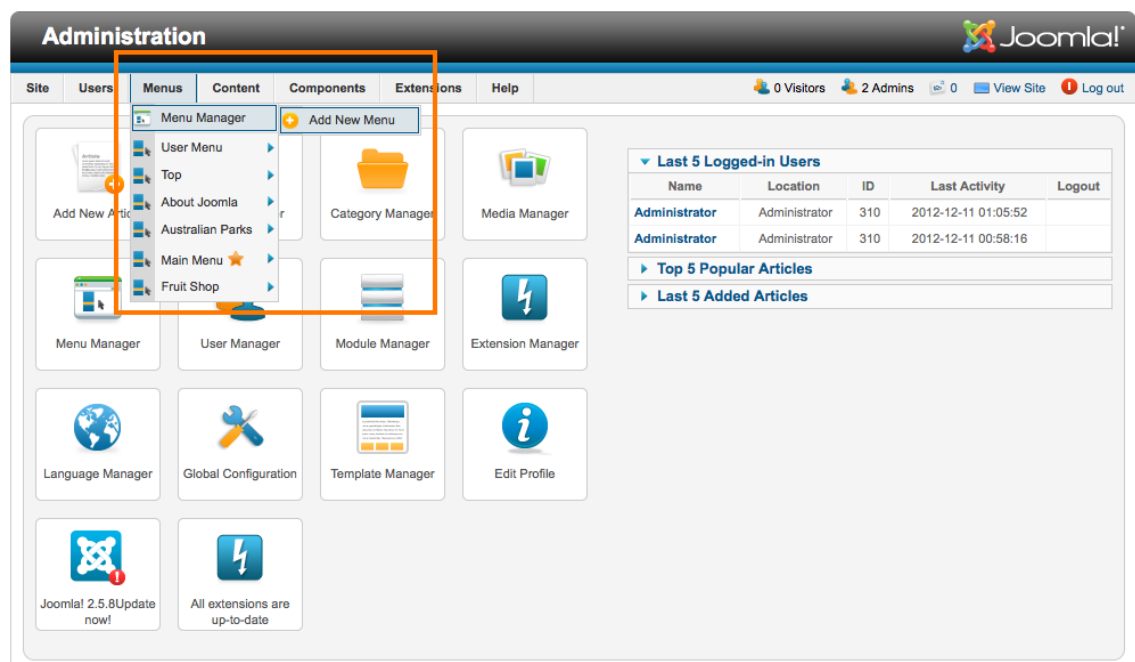 Administration
Joomla!
Site Users Menus Content Components Extensions Help 0 Visitors 2 Admins 0 View Site Log out
Menu Manager Add New Menu
User Menu
Top
About Joomla
Australian Parks
Main Menu
Fruit Shop
Add New Artic r Category Manager Media Manager
Menu Manager User Manager Module Manager Extension Manager
Language Manager Global Configuration Template Manager Edit Profile
Joomla! 2.5.8Update
now!
All extensions are
up-to-date
Last 5 Logged-in Users
Name Location ID Last Activity Logout
Administrator Administrator 310 2012-12-11 01:05:52
Administrator Administrator 310 2012-12-11 00:58:16
Top 5 Popular Articles
Last 5 Added Articles